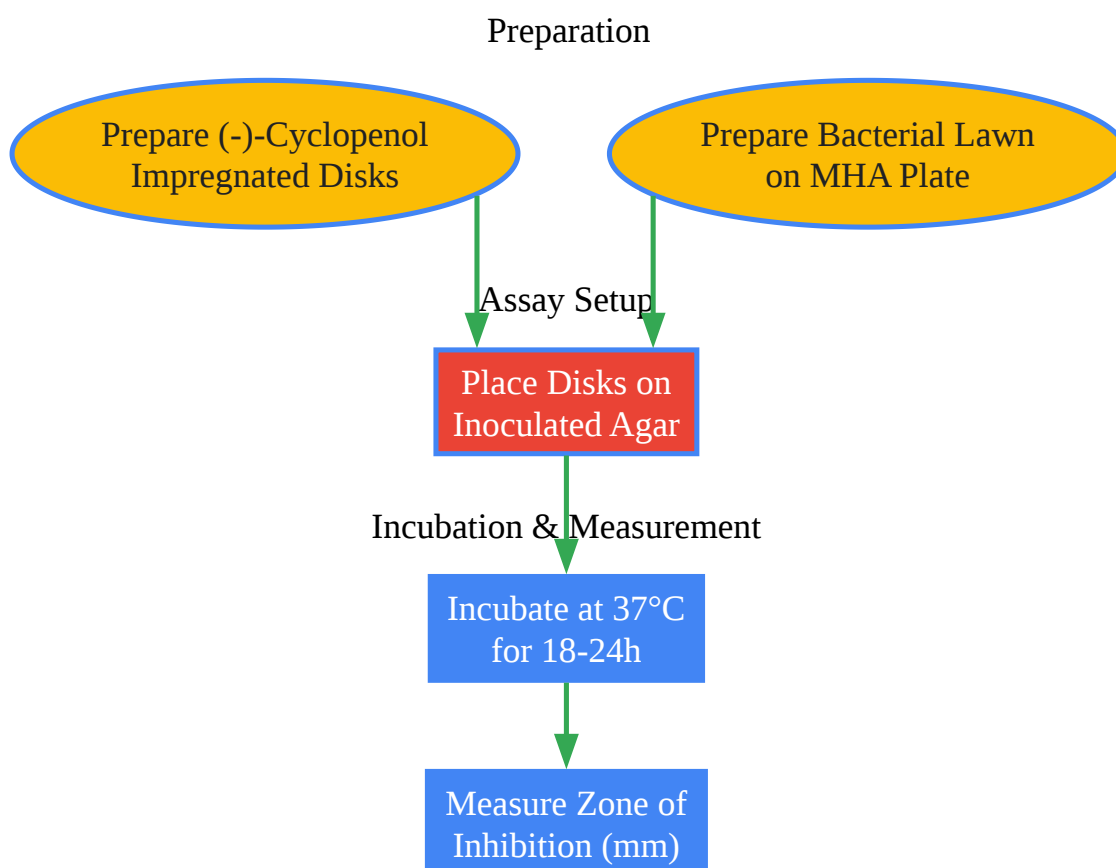 Preparation
Prepare (-)-Cyclopenol
Impregnated Disks
Prepare Bacterial Lawn
on MHA Plate
Assay Setup
Place Disks on
Inoculated Agar
Incubation & Measurement
Incubate at 37°C
for 18-24h
Measure Zone of
Inhibition (mm)